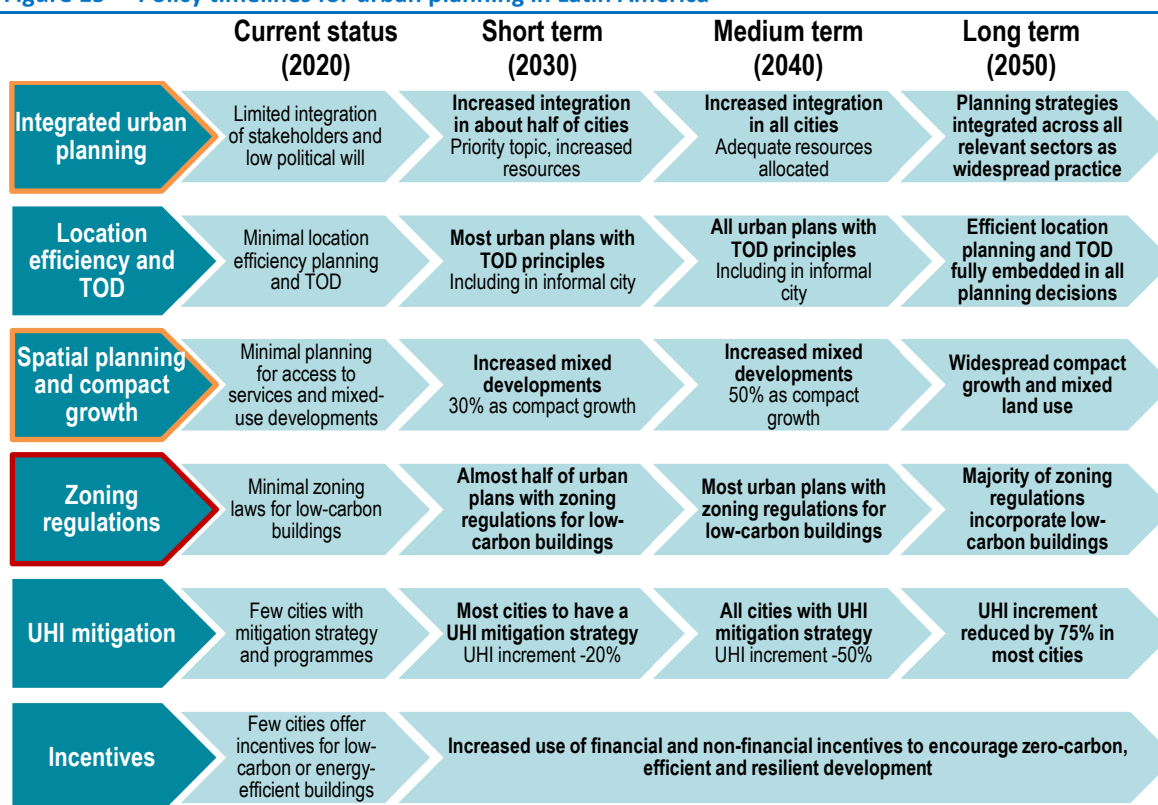 Figure 15 Policy timelines for urban planning in Latin America
Current status
(2020)
Short term
(2030)
Medium term
(2040)
Long term
(2050)
Integrated urban
planning
Limited integration
of stakeholders and
low political will
Increased integration
in about half of cities
Priority topic, increased
resources
Increased integration
in all cities
Adequate resources
allocated
Planning strategies
integrated across all
relevant sectors as
widespread practice
Location
efficiency and
TOD
Minimal location
efficiency planning
and TOD
Most urban plans with
TOD principles
Including in informal city
All urban plans with
TOD principles
Including in informal
city
Efficient location
planning and TOD
fully embedded in all
planning decisions
Spatial planning
and compact
growth
Minimal planning
for access to
services and mixed-
use developments
Increased mixed
developments
30% as compact growth
Increased mixed
developments
50% as compact
growth
Widespread compact
growth and mixed
land use
Zoning
regulations
Minimal zoning
laws for low-carbon
buildings
Almost half of urban
plans with zoning
regulations for low-
carbon buildings
Most urban plans with
zoning regulations for
low-carbon buildings
Majority of zoning
regulations
incorporate low-
carbon buildings
UHI mitigation
Few cities with
mitigation strategy
and programmes
Most cities to have a
UHI mitigation strategy
UHI increment -20%
All cities with UHI
mitigation strategy
UHI increment -50%
UHI increment
reduced by 75% in
most cities
Incentives
Few cities offer
incentives for low-
carbon or energy-
efficient buildings
Increased use of financial and non-financial incentives to encourage zero-carbon,
efficient and resilient development